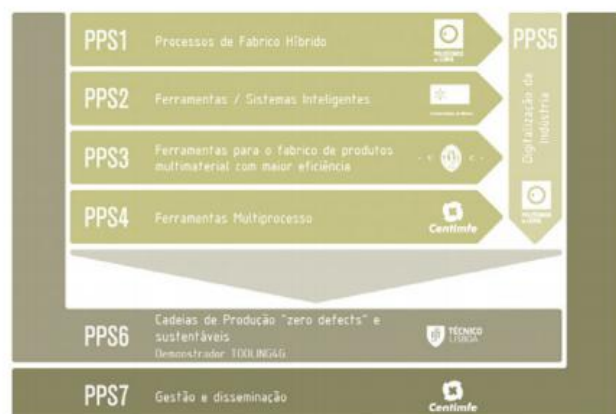 PPS1
Processos de Fabrico Híbrido
PPS5
Digitalização da
Indústria
PPS2
Ferramentas / Sistemas Inteligentes
PPS3
Ferramentas para o fabrico de produtos
multimaterial com maior eficiência
PPS4
Ferramentas Multiprocesso
Centimfe
PPS6
Cadeias de Produção "zero defects" e
sustentáveis
Demonstrador TOOLING4G
TÉCNICO
LISBOA
PPS7
Gestão e disseminação
Centimfe